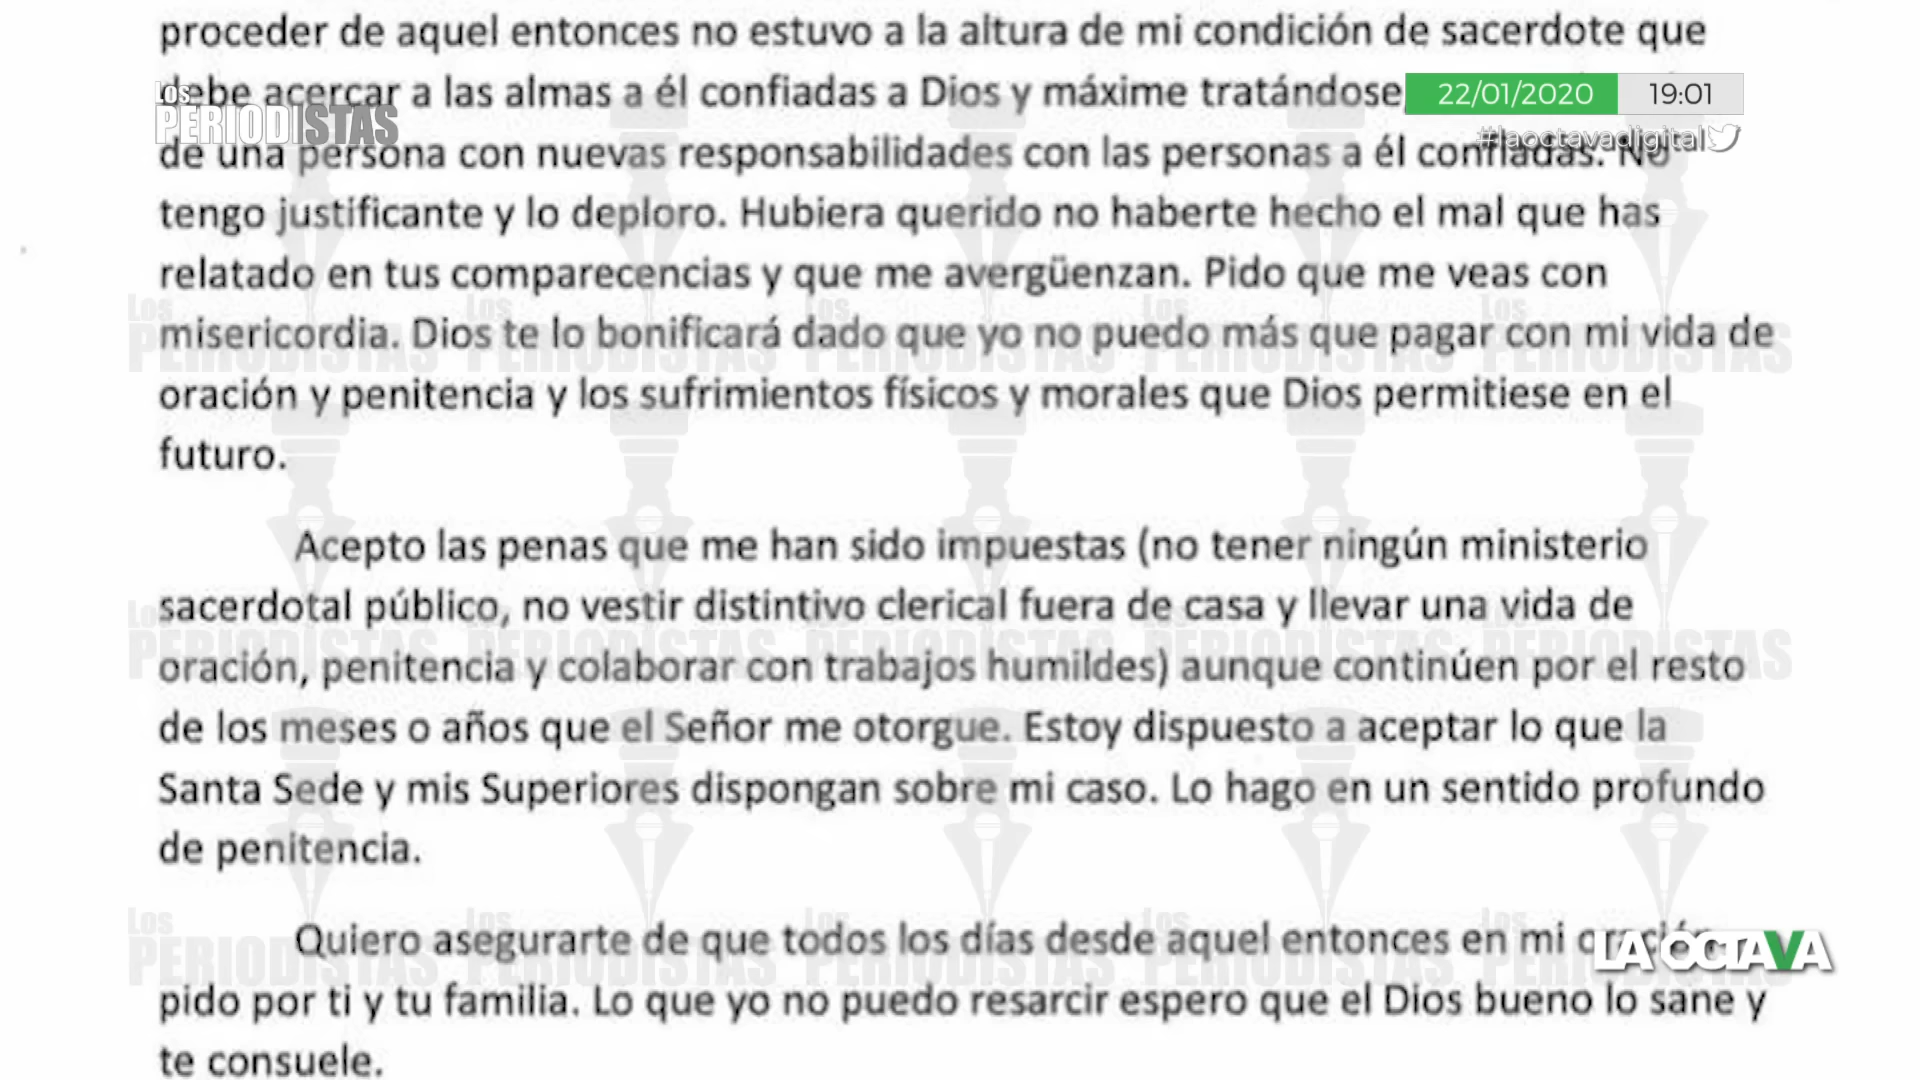 proceder de aquel entonces no estuvo a la altura de mi condición de sacerdote que
debe acercar a las almas a él confiadas a Dios y máxime tratándose
22/01/2020 19:01
Los
PERIODISTAS
#laoctavadigital
de una persona con nuevas responsabilidades con las personas a él confiadas. No
tengo justificante y lo deploro. Hubiera querido no haberte hecho el mal que has
relatado en tus comparecencias y que me avergüenzan. Pido que me veas con
misericordia. Dios te lo bonificará dado que yo no puedo más que pagar con mi vida de
oración y penitencia y los sufrimientos físicos y morales que Dios permitiese en el
futuro.
Acepto las penas que me han sido impuestas (no tener ningún ministerio
sacerdotal público, no vestir distintivo clerical fuera de casa y llevar una vida de
oración, penitencia y colaborar con trabajos humildes) aunque continúen por el resto
de los meses o años que el Señor me otorgue. Estoy dispuesto a aceptar lo que la
Santa Sede y mis Superiores dispongan sobre mi caso. Lo hago en un sentido profundo
de penitencia.
Quiero asegurarte de que todos los días desde aquel entonces en mi oración
LA OCTAVA
pido por ti y tu familia. Lo que yo no puedo resarcir espero que el Dios bueno lo sane y
te consuele.